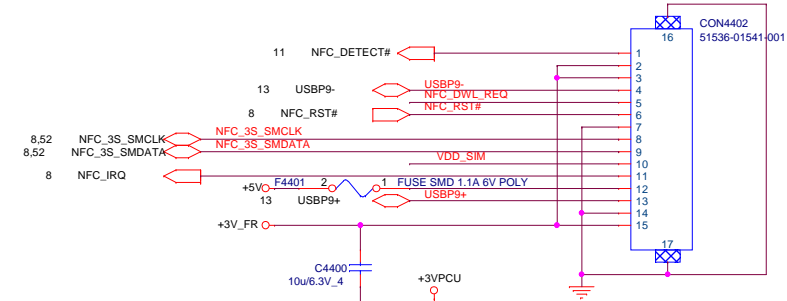 CON4402
51536-01541-001
16
11 NFC_DETECT# 1
2
3
13 USBP9- USBP9- 4
NFC_DWL_REQ 5
8 NFC_RST# NFC_RST# 6
7
8,52 NFC_3S_SMCLK NFC_3S_SMCLK 8
8,52 NFC_3S_SMDATA NFC_3S_SMDATA 9
VDD_SIM 10
8 NFC_IRQ 11
+5V F4401 2 1 FUSE SMD 1.1A 6V POLY 12
13 USBP9+ USBP9+ 13
14
+3V_FR 15
17
C4400
10u/6.3V_4
+3VPCU